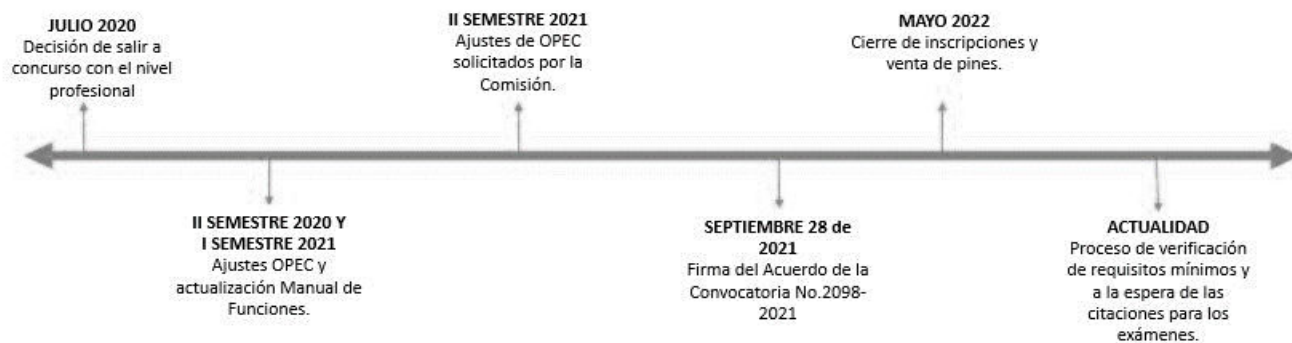 JULIO 2020
Decisión de salir a
concurso con el nivel
profesional
II SEMESTRE 2020 Y
I SEMESTRE 2021
Ajustes OPEC y
actualización Manual de
Funciones.
II SEMESTRE 2021
Ajustes de OPEC
solicitados por la
Comisión.
SEPTIEMBRE 28 de
2021
Firma del Acuerdo de la
Convocatoria No.2098-
2021
MAYO 2022
Cierre de inscripciones y
venta de pines.
ACTUALIDAD
Proceso de verificación
de requisitos mínimos y
a la espera de las
citaciones para los
exámenes.